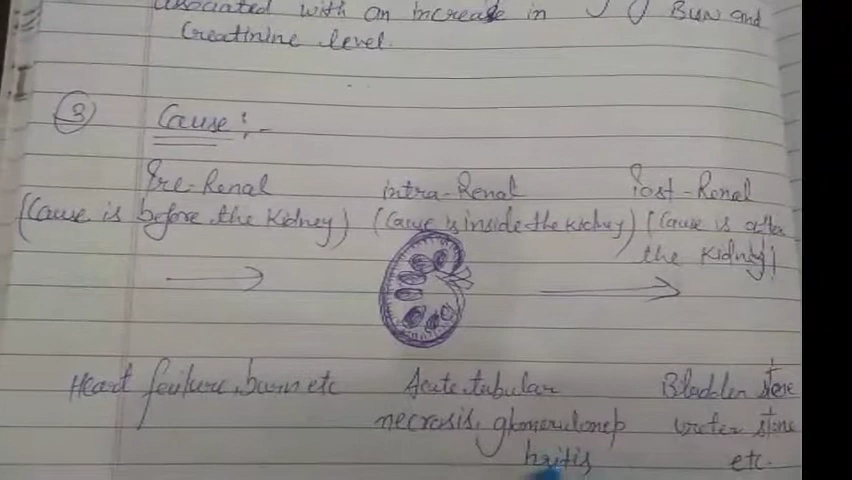 associated with an increase in BUN and
Creatinine level.
③ Cause :-
Pre-Renal intra-Renal Post-Renal
(Cause is before the kidney) (Cause is inside the kidney) (Cause is after
the kidney)
Heart failure, burn etc Acute tubular Bladder stone
necrosis, glomerulonep ureter stone
hritis etc.